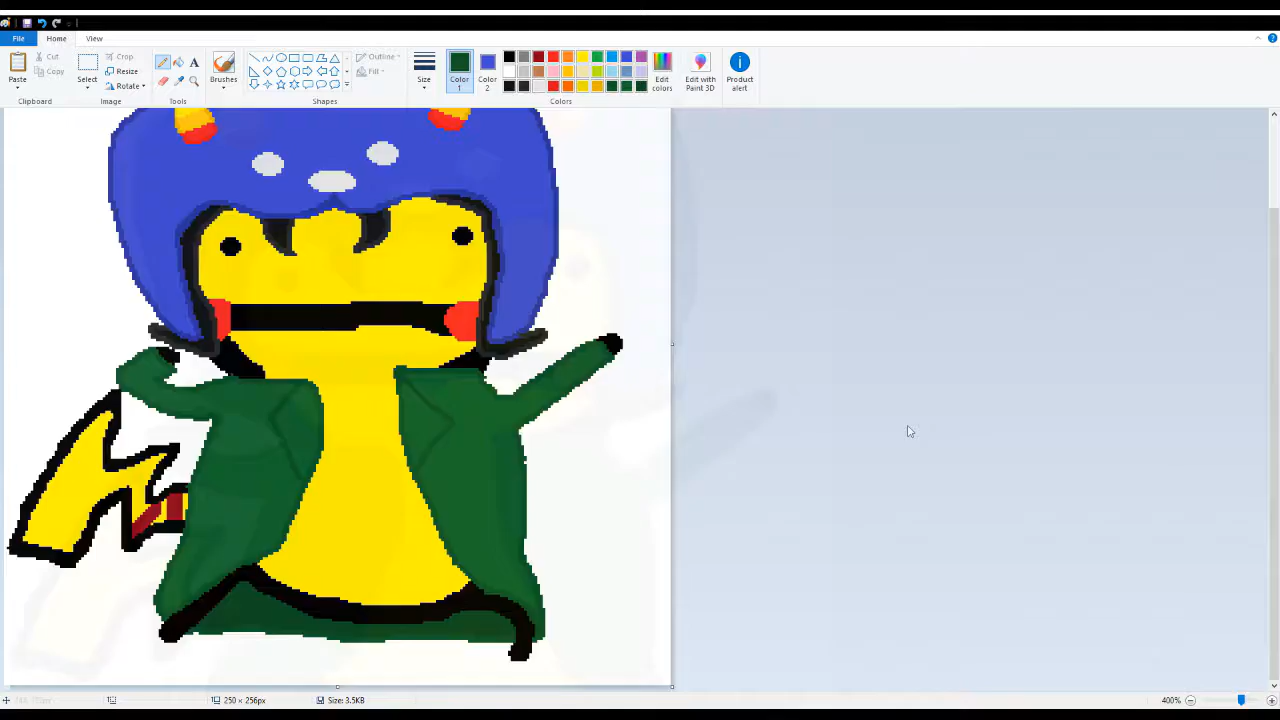 File Home View
Paste Cut Copy Clipboard
Select Crop Resize Rotate Image
Tools
Brushes
Outline Fill Shapes
Size
Color 1
Color 2
Edit colors
Colors
Edit with Paint 3D
Product alert
250 × 256px Size: 3.5KB 400%